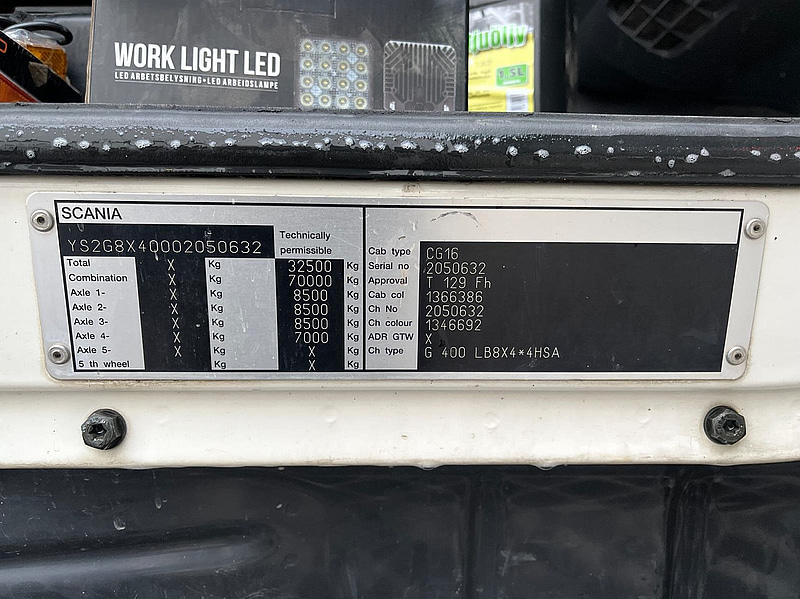 WORK LIGHT LED
LED ARBETSBELYSNING • LED ARBEIDSLAMPE
1,5L
SCANIA
YS2G8X40002050632
Technically
permissible
Total X Kg 32500 Kg
Combination X Kg 70000 Kg
Axle 1- X Kg 8500 Kg
Axle 2- X Kg 8500 Kg
Axle 3- X Kg 8500 Kg
Axle 4- X Kg 7000 Kg
Axle 5- X Kg X Kg
5 th wheel Kg X Kg
Cab type CG16
Serial no 2050632
Approval T 129 Fh
Cab col 1366386
Ch No 2050632
Ch colour 1346692
ADR GTW X
Ch type G 400 LB8X4*4HSA